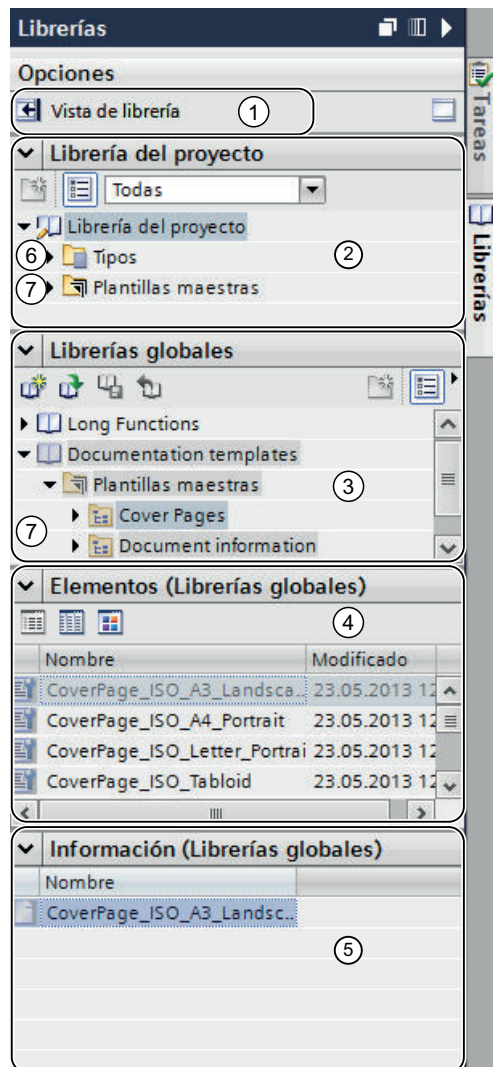 Librerías
Opciones
Vista de librería 1
Librería del proyecto
Todas
Librería del proyecto
6 Tipos 2
7 Plantillas maestras
Librerías globales
Long Functions
Documentation templates
Plantillas maestras 3
Cover Pages
7 Document information
Elementos (Librerías globales)
4
Nombre Modificado
CoverPage_ISO_A3_Landsca.. 23.05.2013 12
CoverPage_ISO_A4_Portrait 23.05.2013 12
CoverPage_ISO_Letter_Portrai 23.05.2013 12
CoverPage_ISO_Tabloid 23.05.2013 12
Información (Librerías globales)
Nombre
CoverPage_ISO_A3_Landsc..
5
Tareas
Librerías